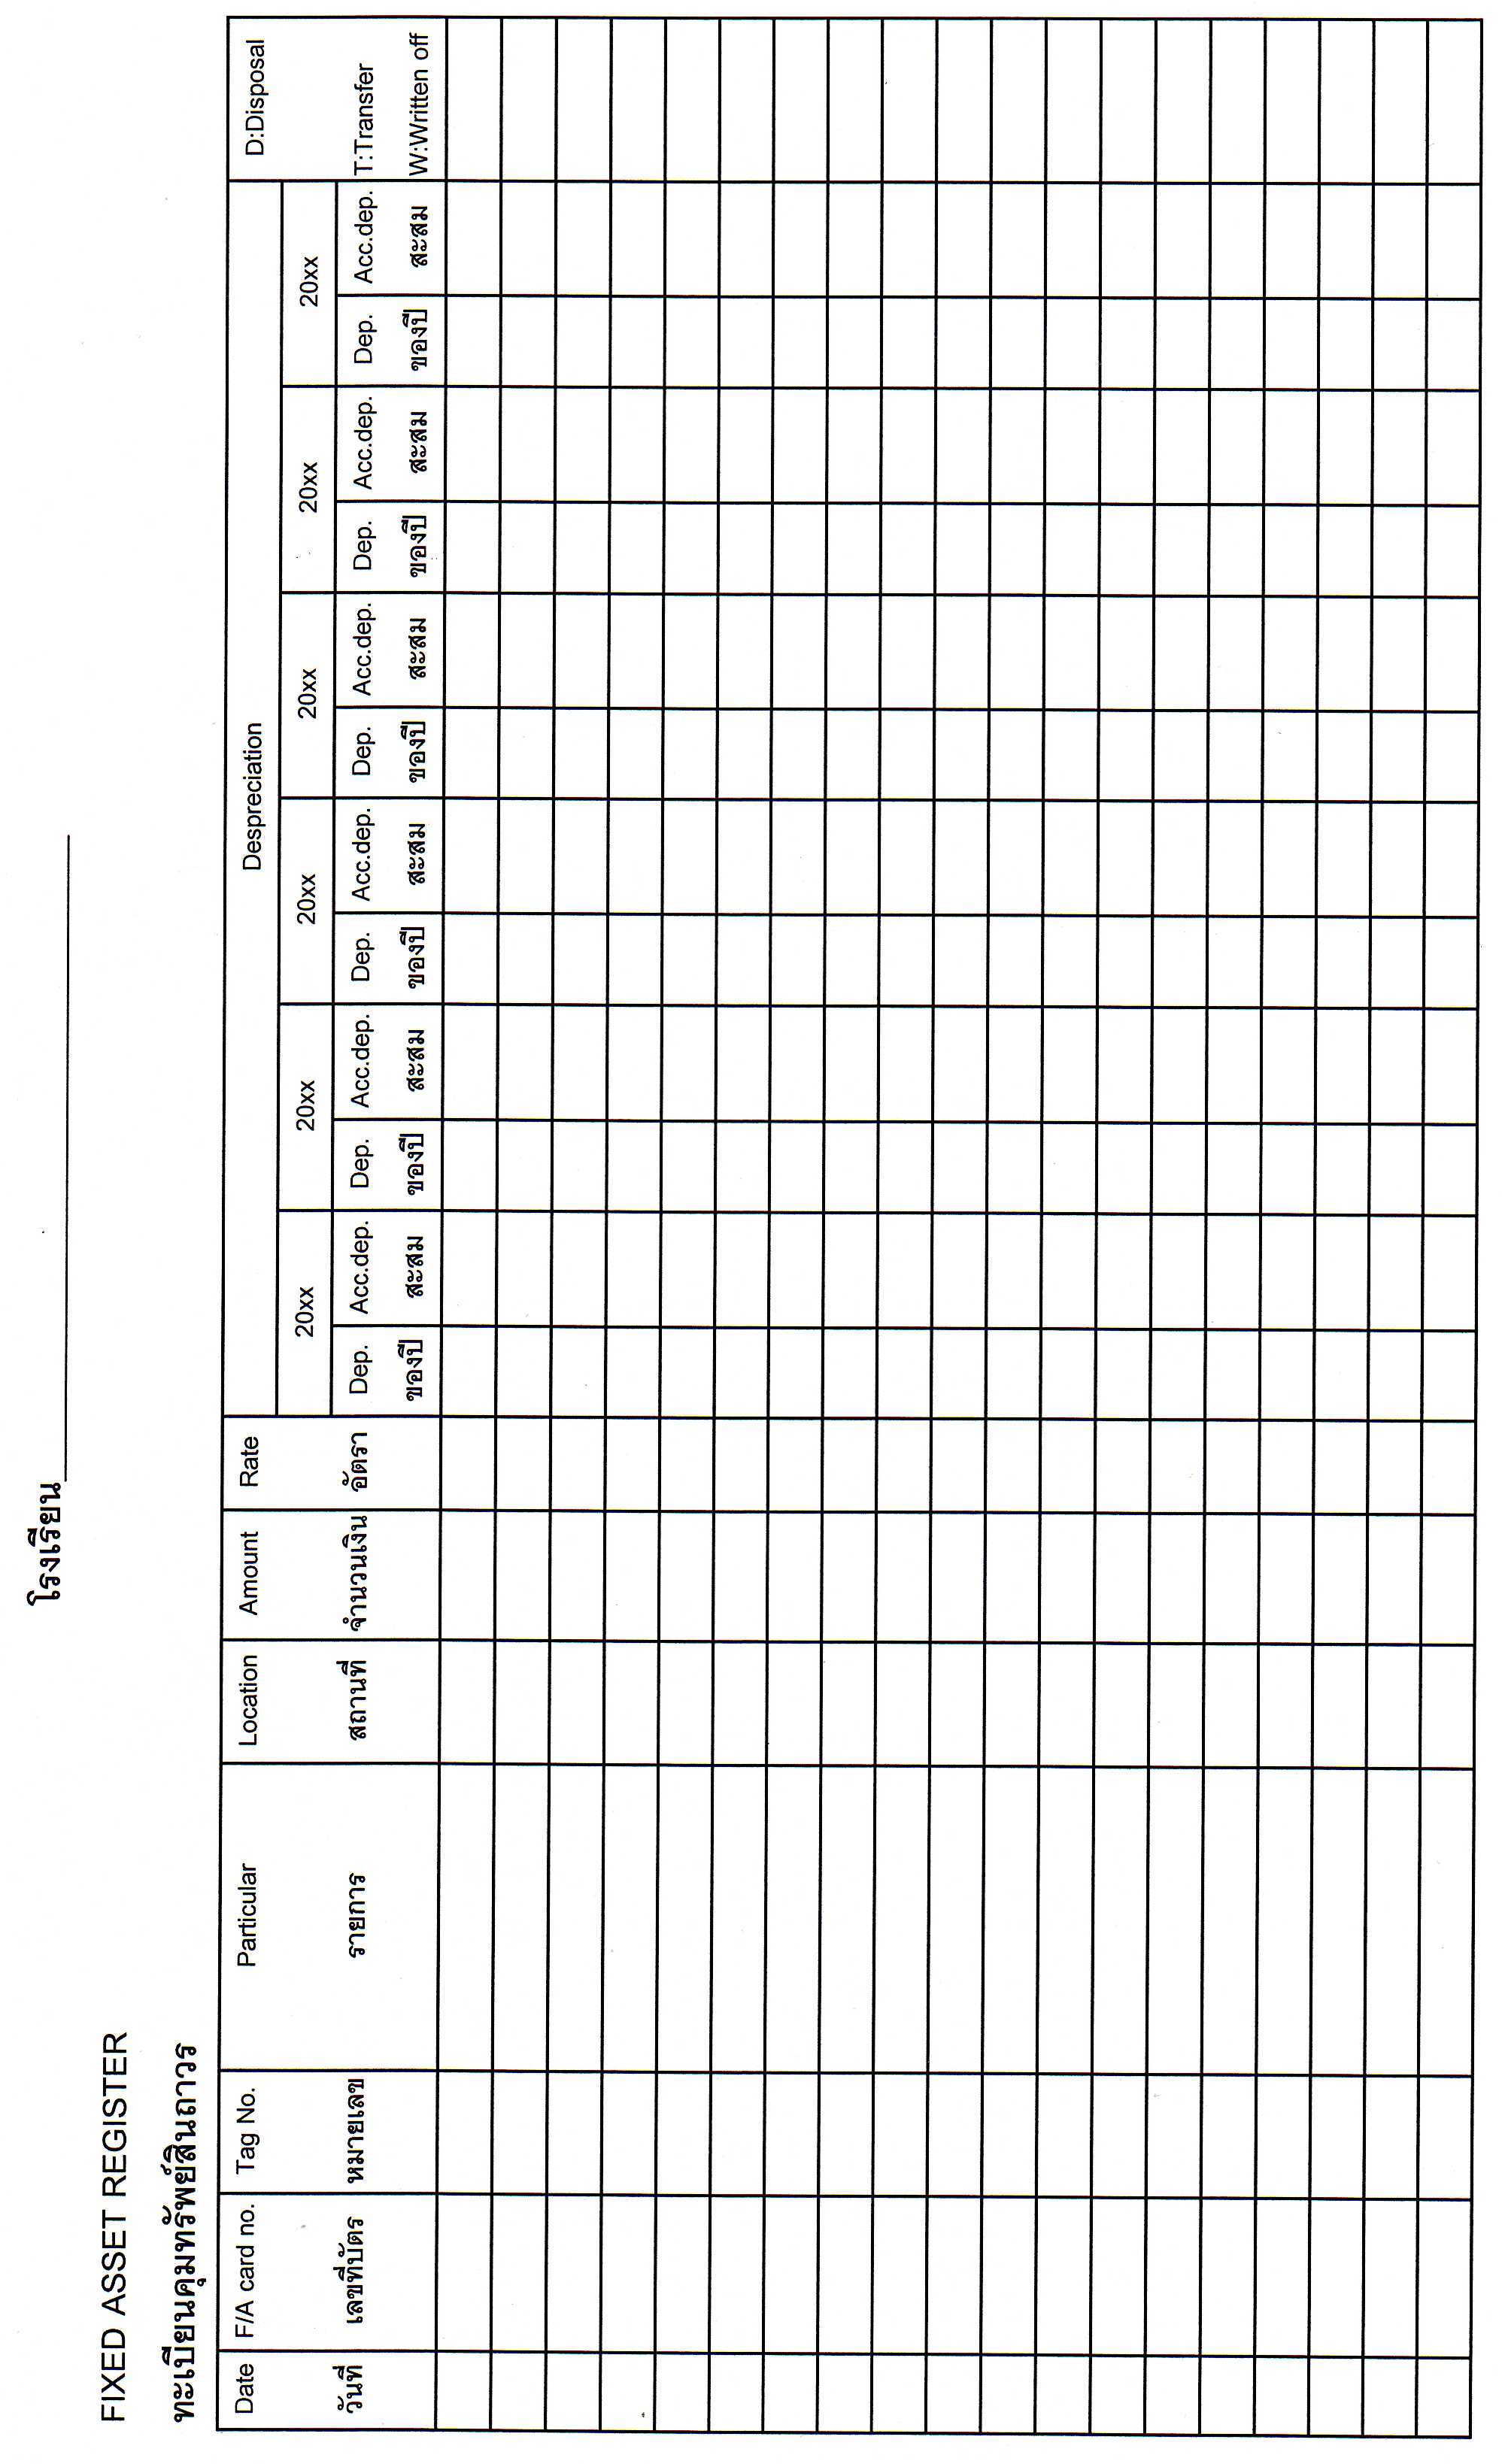 โรงเรียน
FIXED ASSET REGISTER
ทะเบียนคุมทรัพย์สินถาวร
Date F/A card no. Tag No. Particular Location Amount Rate Despreciation D:Disposal
20xx 20xx 20xx 20xx 20xx 20xx
วันที่ เลขที่บัตร หมายเลข รายการ สถานที่ จำนวนเงิน อัตรา Dep. Acc.dep. Dep. Acc.dep. Dep. Acc.dep. Dep. Acc.dep. Dep. Acc.dep. Dep. Acc.dep. T:Transfer
ของปี สะสม ของปี สะสม ของปี สะสม ของปี สะสม ของปี สะสม ของปี สะสม W:Written off